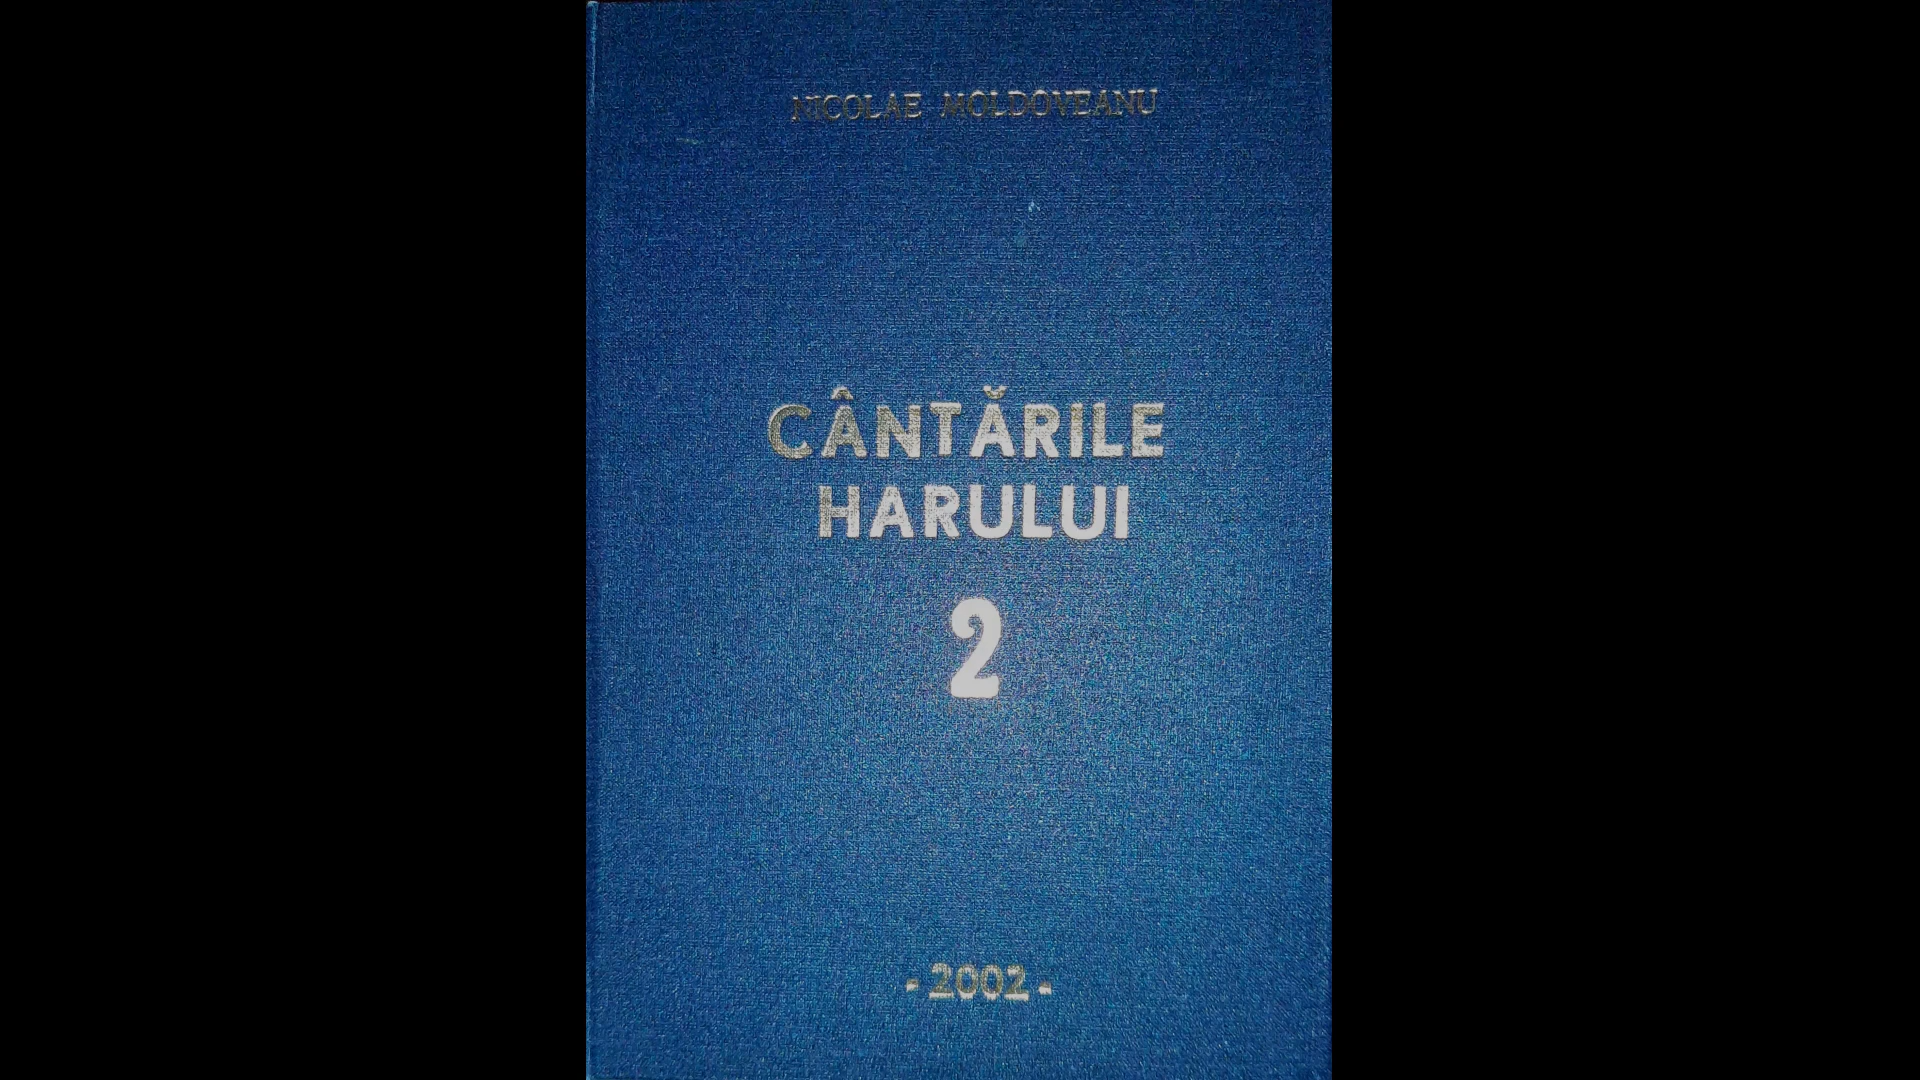 NICOLAE MOLDOVEANU
CÂNTĂRILE
HARULUI
2
- 2002 -